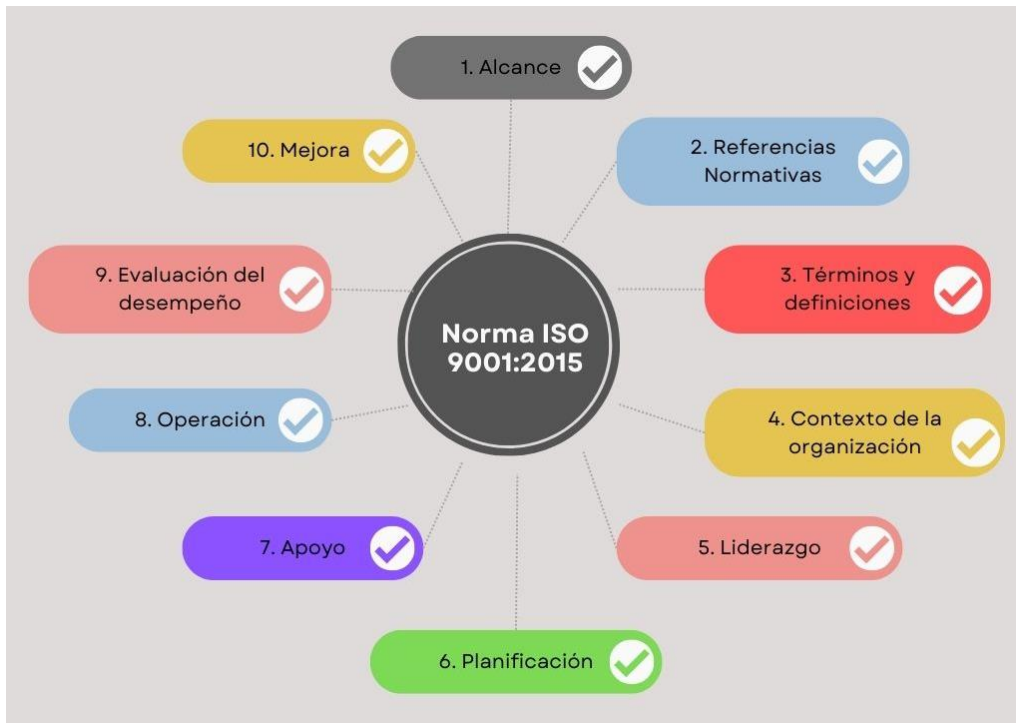 1. Alcance
2. Referencias
Normativas
3. Términos y
definiciones
4. Contexto de la
organización
5. Liderazgo
6. Planificación
7. Apoyo
8. Operación
9. Evaluación del
desempeño
10. Mejora
Norma ISO
9001:2015